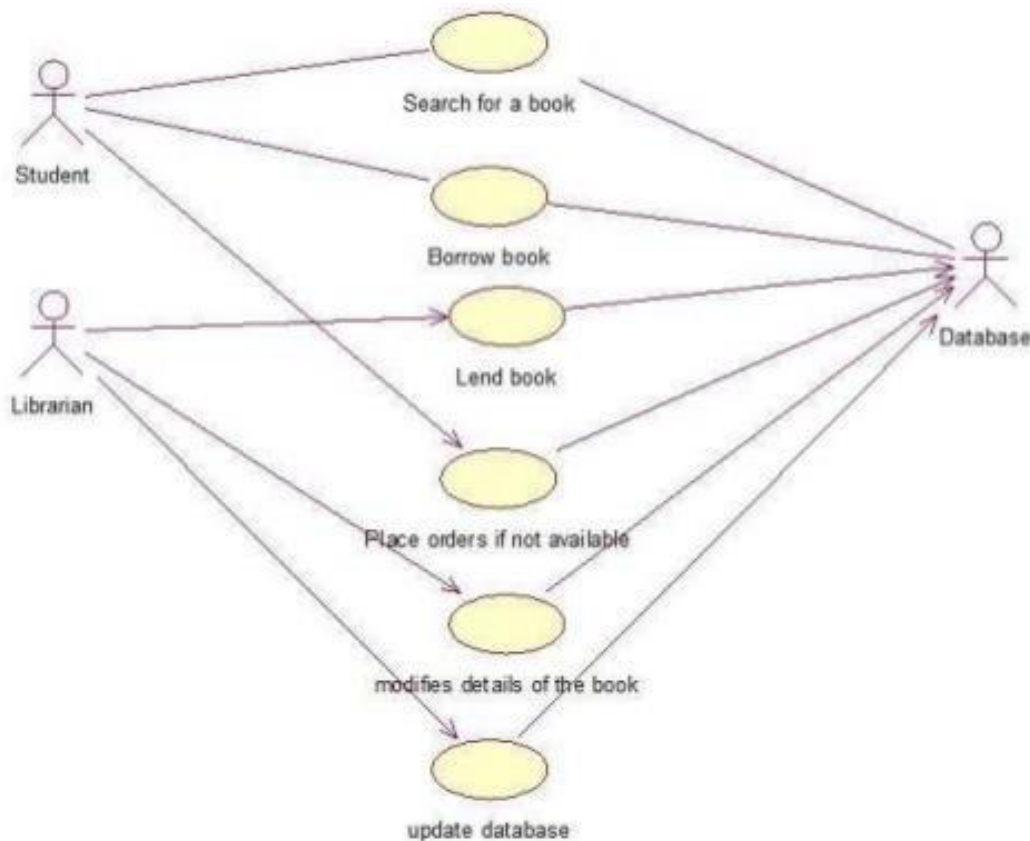 Search for a book
Student
Borrow book
Database
Lend book
Librarian
Place orders if not available
modifies details of the book
update database